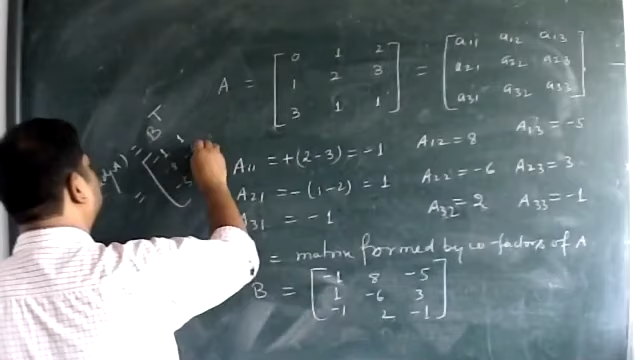 A = [ 0 1 2 = [ a11 a12 a13
1 2 3 a21 a22 a23
3 1 1 ] a31 a32 a33 ]
A11 = +(2-3) = -1 A12 = 8 A13 = -5
A21 = -(1-2) = 1 A22 = -6 A23 = 3
A31 = -1 A32 = 2 A33 = -1
= matrix formed by co-factors of A
B = [ -1 8 -5
1 -6 3
-1 2 -1 ]
A) = B T
= [ -1 1